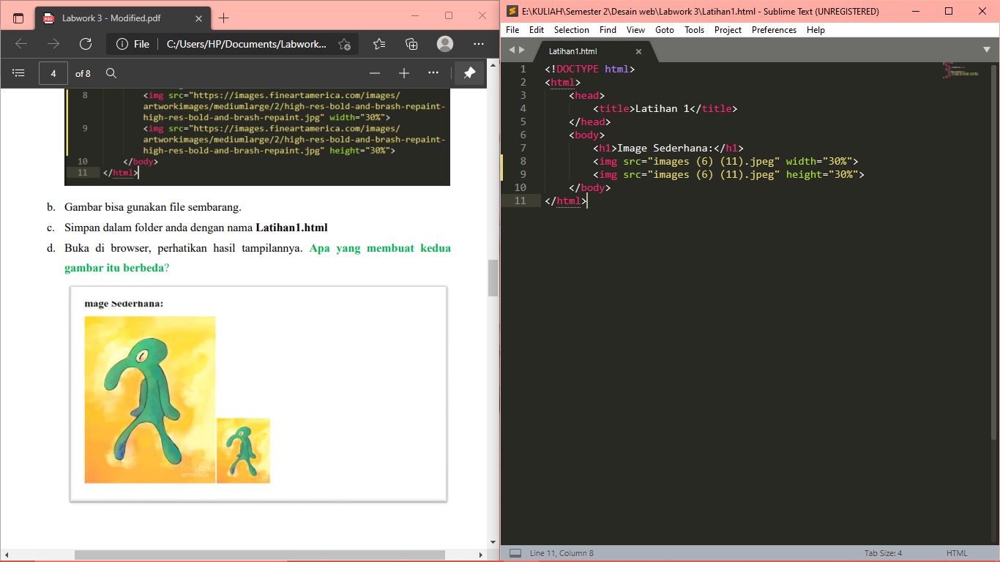 Labwork 3 - Modified.pdf
File
C:/Users/HP/Documents/Labwork...
4 of 8
8 <img src="https://images.fineartamerica.com/images/
artworkimages/mediumlarge/2/high-res-bold-and-brash-repaint-
high-res-bold-and-brash-repaint.jpg" width="30%">
9 <img src="https://images.fineartamerica.com/images/
artworkimages/mediumlarge/2/high-res-bold-and-brash-repaint-
high-res-bold-and-brash-repaint.jpg" height="30%">
10 </body>
11 </html>
b. Gambar bisa gunakan file sembarang.
c. Simpan dalam folder anda dengan nama Latihan1.html
d. Buka di browser, perhatikan hasil tampilannya. Apa yang membuat kedua
gambar itu berbeda?
mage Sederhana:
fine art
america
E:\KULIAH\Semester 2\Desain web\Labwork 3\Latihan1.html - Sublime Text (UNREGISTERED)
File Edit Selection Find View Goto Tools Project Preferences Help
Latihan1.html
1 <!DOCTYPE html>
2 <html>
3 <head>
4 <title>Latihan 1</title>
5 </head>
6 <body>
7 <h1>Image Sederhana:</h1>
8 <img src="images (6) (11).jpeg" width="30%">
9 <img src="images (6) (11).jpeg" height="30%">
10 </body>
11 </html>
Line 11, Column 8
Tab Size: 4
HTML